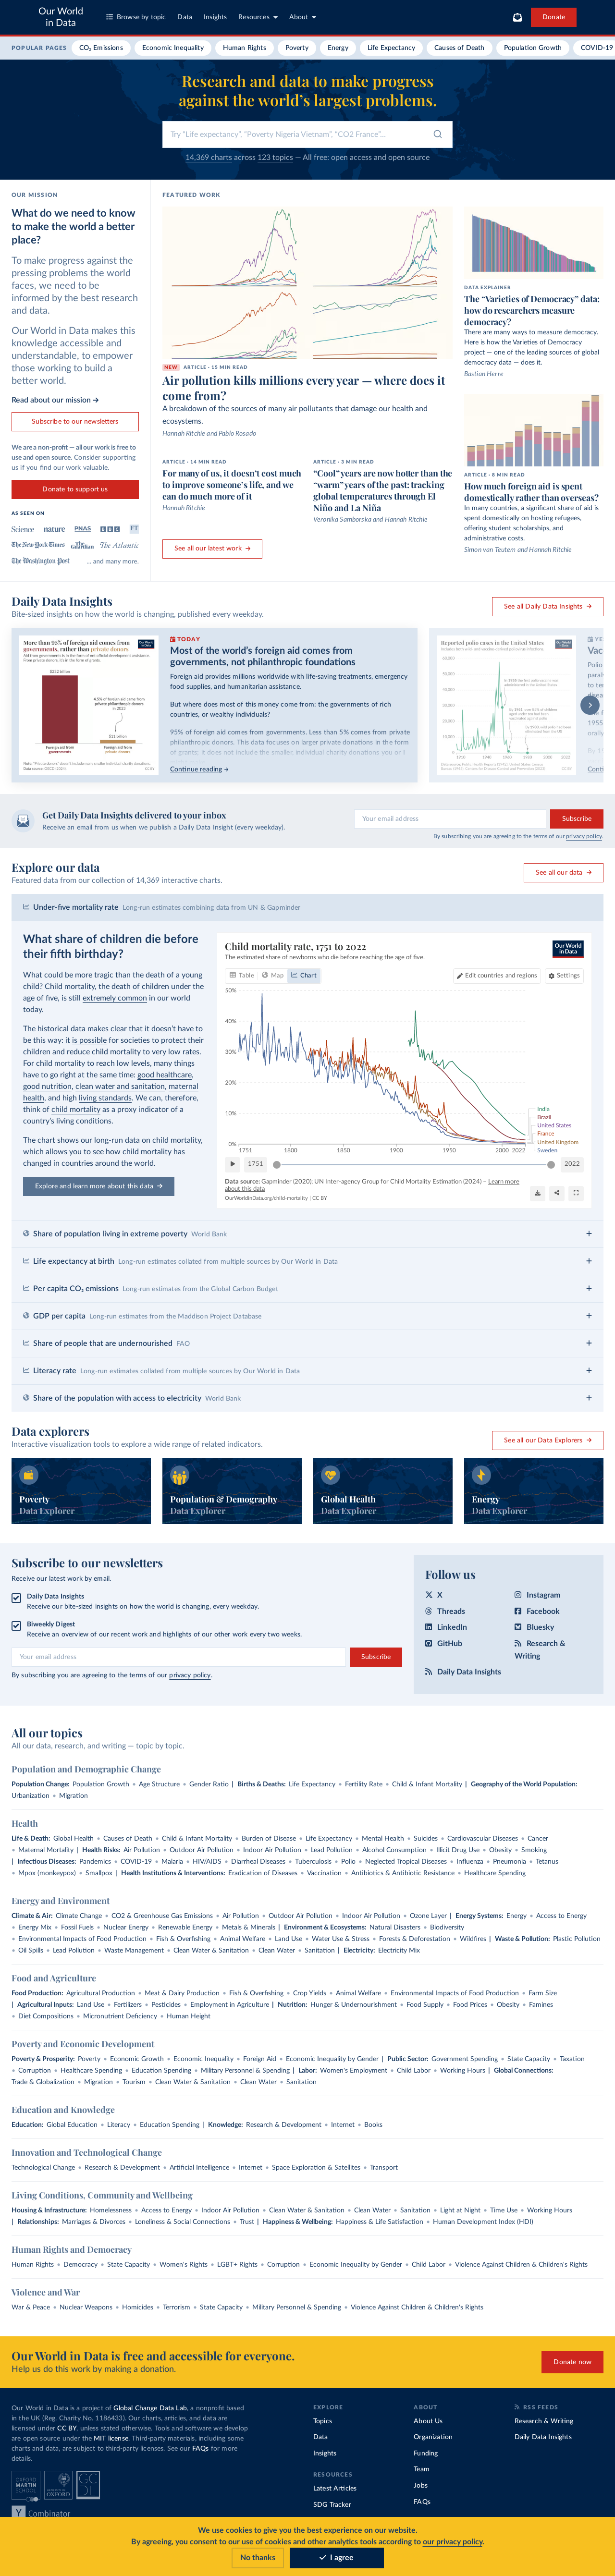 Our World
in Data
Browse by topic
Data
Insights
Resources
About
Donate
POPULAR PAGES
CO₂ Emissions
Economic Inequality
Human Rights
Poverty
Energy
Life Expectancy
Causes of Death
Population Growth
COVID-19
Research and data to make progress
against the world’s largest problems.
Try "Life expectancy", "Poverty Nigeria Vietnam", "CO2 France"...
14,369 charts across 123 topics — All free: open access and open source
OUR MISSION
What do we need to know
to make the world a better
place?
To make progress against the
pressing problems the world
faces, we need to be
informed by the best research
and data.
Our World in Data makes this
knowledge accessible and
understandable, to empower
those working to build a
better world.
Read about our mission
Subscribe to our newsletters
We are a non-profit — all our work is free to
use and open source. Consider supporting
us if you find our work valuable.
Donate to support us
AS SEEN ON
Science
nature
PNAS
BBC
FT
The New York Times
The Guardian
The Atlantic
The Washington Post
... and many more.
FEATURED WORK
NEW
ARTICLE · 15 MIN READ
Air pollution kills millions every year — where does it
come from?
A breakdown of the sources of many air pollutants that damage our health and
ecosystems.
Hannah Ritchie and Pablo Rosado
ARTICLE · 14 MIN READ
For many of us, it doesn’t cost much
to improve someone’s life, and we
can do much more of it
Hannah Ritchie
ARTICLE · 3 MIN READ
“Cool” years are now hotter than the
“warm” years of the past: tracking
global temperatures through El
Niño and La Niña
Veronika Samborska and Hannah Ritchie
See all our latest work
DATA EXPLAINER
The “Varieties of Democracy” data:
how do researchers measure
democracy?
There are many ways to measure democracy.
Here is how the Varieties of Democracy
project — one of the leading sources of global
democracy data — does it.
Bastian Herre
ARTICLE · 8 MIN READ
How much foreign aid is spent
domestically rather than overseas?
In many countries, a significant share of aid is
spent domestically on hosting refugees,
offering student scholarships, and
administrative costs.
Simon van Teutem and Hannah Ritchie
Daily Data Insights
Bite-sized insights on how the world is changing, published every weekday.
See all Daily Data Insights
More than 95% of foreign aid comes from
governments, rather than private donations
$232 billion
4.5% of foreign aid
came from private
donations in 2022
$11 billion
Foreign aid from
governments
Foreign aid from
private donations
TODAY
Most of the world’s foreign aid comes from
governments, not philanthropic foundations
Foreign aid provides millions worldwide with life-saving treatments, emergency
food supplies, and humanitarian assistance.
But where does most of this money come from: the governments of rich
countries, or wealthy individuals?
95% of foreign aid comes from governments. Less than 5% comes from private
philanthropic donors. This data focuses on larger private donations in the form
of grants; it does not include the smaller, individual charity donations you or I
Continue reading
Reported polio cases in the United States
60,000
50,000
40,000
30,000
20,000
10,000
0
Get Daily Data Insights delivered to your inbox
Receive an email from us when we publish a Daily Data Insight (every weekday).
Your email address
Subscribe
By subscribing you are agreeing to the terms of our privacy policy.
Explore our data
Featured data from our collection of 14,369 interactive charts.
See all our data
Under-five mortality rate Long-run estimates combining data from UN & Gapminder
What share of children die before
their fifth birthday?
What could be more tragic than the death of a young
child? Child mortality, the death of children under the
age of five, is still extremely common in our world
today.
The historical data makes clear that it doesn’t have to
be this way: it is possible for societies to protect their
children and reduce child mortality to very low rates.
For child mortality to reach low levels, many things
have to go right at the same time: good healthcare,
good nutrition, clean water and sanitation, maternal
health, and high living standards. We can, therefore,
think of child mortality as a proxy indicator of a
country’s living conditions.
The chart shows our long-run data on child mortality,
which allows you to see how child mortality has
changed in countries around the world.
Explore and learn more about this data
Child mortality rate, 1751 to 2022
The estimated share of newborns who die before reaching the age of five.
Our World
in Data
Table
Map
Chart
Edit countries and regions
Settings
50%
40%
30%
20%
10%
0%
1751
1800
1850
1900
1950
2000
2022
India
Brazil
United States
France
United Kingdom
Sweden
1751
2022
Data source: Gapminder (2020); UN Inter-agency Group for Child Mortality Estimation (2024) – Learn more
about this data
OurWorldinData.org/child-mortality | CC BY
Share of population living in extreme poverty World Bank
Life expectancy at birth Long-run estimates collated from multiple sources by Our World in Data
Per capita CO₂ emissions Long-run estimates from the Global Carbon Budget
GDP per capita Long-run estimates from the Maddison Project Database
Share of people that are undernourished FAO
Literacy rate Long-run estimates collated from multiple sources by Our World in Data
Share of the population with access to electricity World Bank
Data explorers
Interactive visualization tools to explore a wide range of related indicators.
See all our Data Explorers
Poverty
Data Explorer
Population & Demography
Data Explorer
Global Health
Data Explorer
Energy
Data Explorer
Subscribe to our newsletters
Receive our latest work by email.
Daily Data Insights
Receive our bite-sized insights on how the world is changing, every weekday.
Biweekly Digest
Receive an overview of our recent work and highlights of our other work every two weeks.
Your email address
Subscribe
By subscribing you are agreeing to the terms of our privacy policy.
Follow us
X
Threads
LinkedIn
GitHub
Daily Data Insights
Instagram
Facebook
Bluesky
Research &
Writing
All our topics
All our data, research, and writing — topic by topic.
Population and Demographic Change
Population Change: Population Growth • Age Structure • Gender Ratio | Births & Deaths: Life Expectancy • Fertility Rate • Child & Infant Mortality | Geography of the World Population:
Urbanization • Migration
Health
Life & Death: Global Health • Causes of Death • Child & Infant Mortality • Burden of Disease • Life Expectancy • Mental Health • Suicides • Cardiovascular Diseases • Cancer
• Maternal Mortality | Health Risks: Air Pollution • Outdoor Air Pollution • Indoor Air Pollution • Lead Pollution • Alcohol Consumption • Illicit Drug Use • Obesity • Smoking
| Infectious Diseases: Pandemics • COVID-19 • Malaria • HIV/AIDS • Diarrheal Diseases • Tuberculosis • Polio • Neglected Tropical Diseases • Influenza • Pneumonia • Tetanus
• Mpox (monkeypox) • Smallpox | Health Institutions & Interventions: Eradication of Diseases • Vaccination • Antibiotics & Antibiotic Resistance • Healthcare Spending
Energy and Environment
Climate & Air: Climate Change • CO2 & Greenhouse Gas Emissions • Air Pollution • Outdoor Air Pollution • Indoor Air Pollution • Ozone Layer | Energy Systems: Energy • Access to Energy
• Energy Mix • Fossil Fuels • Nuclear Energy • Renewable Energy • Metals & Minerals | Environment & Ecosystems: Natural Disasters • Biodiversity
• Environmental Impacts of Food Production • Fish & Overfishing • Animal Welfare • Land Use • Water Use & Stress • Forests & Deforestation • Wildfires | Waste & Pollution: Plastic Pollution
• Oil Spills • Lead Pollution • Waste Management • Clean Water & Sanitation • Clean Water • Sanitation | Electricity: Electricity Mix
Food and Agriculture
Food Production: Agricultural Production • Meat & Dairy Production • Fish & Overfishing • Crop Yields • Animal Welfare • Environmental Impacts of Food Production • Farm Size
| Agricultural Inputs: Land Use • Fertilizers • Pesticides • Employment in Agriculture | Nutrition: Hunger & Undernourishment • Food Supply • Food Prices • Obesity • Famines
• Diet Compositions • Micronutrient Deficiency • Human Height
Poverty and Economic Development
Poverty & Prosperity: Poverty • Economic Growth • Economic Inequality • Foreign Aid • Economic Inequality by Gender | Public Sector: Government Spending • State Capacity • Taxation
• Corruption • Healthcare Spending • Education Spending • Military Personnel & Spending | Labor: Women’s Employment • Child Labor • Working Hours | Global Connections:
Trade & Globalization • Migration • Tourism • Clean Water & Sanitation • Clean Water • Sanitation
Education and Knowledge
Education: Global Education • Literacy • Education Spending | Knowledge: Research & Development • Internet • Books
Innovation and Technological Change
Technological Change • Research & Development • Artificial Intelligence • Internet • Space Exploration & Satellites • Transport
Living Conditions, Community and Wellbeing
Housing & Infrastructure: Homelessness • Access to Energy • Indoor Air Pollution • Clean Water & Sanitation • Clean Water • Sanitation • Light at Night • Time Use • Working Hours
| Relationships: Marriages & Divorces • Loneliness & Social Connections • Trust | Happiness & Wellbeing: Happiness & Life Satisfaction • Human Development Index (HDI)
Human Rights and Democracy
Human Rights • Democracy • State Capacity • Women’s Rights • LGBT+ Rights • Corruption • Economic Inequality by Gender • Child Labor • Violence Against Children & Children’s Rights
Violence and War
War & Peace • Nuclear Weapons • Homicides • Terrorism • State Capacity • Military Personnel & Spending • Violence Against Children & Children’s Rights
Our World in Data is free and accessible for everyone.
Help us do this work by making a donation.
Donate now
Our World in Data is a project of Global Change Data Lab, a nonprofit based
in the UK (Reg. Charity No. 1186433). Our charts, articles, and data are
licensed under CC BY, unless stated otherwise. Tools and software we develop
are open source under the MIT license. Third-party materials, including some
charts and data, are subject to third-party licenses. See our FAQs for more
details.
OXFORD
MARTIN
SCHOOL
OXFORD
GCDL
Y Combinator
EXPLORE
Topics
Data
Insights
RESOURCES
Latest Articles
SDG Tracker
ABOUT
About Us
Organization
Funding
Team
Jobs
FAQs
RSS FEEDS
Research & Writing
Daily Data Insights
We use cookies to give you the best experience on our website.
By agreeing, you consent to our use of cookies and other analytics tools according to our privacy policy.
No thanks
I agree